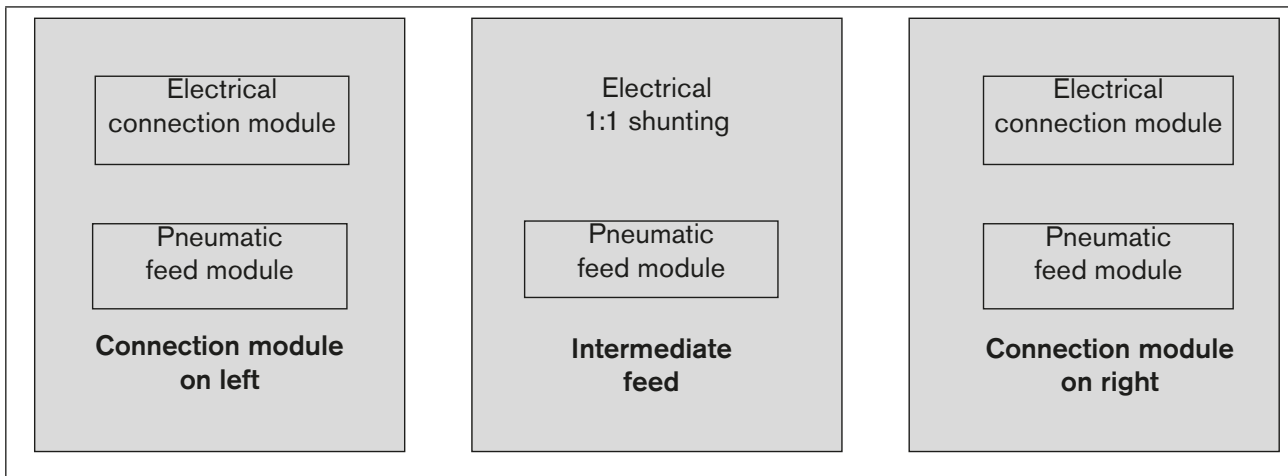 Electrical
connection module
Pneumatic
feed module
Connection module
on left
Electrical
1:1 shunting
Pneumatic
feed module
Intermediate
feed
Electrical
connection module
Pneumatic
feed module
Connection module
on right